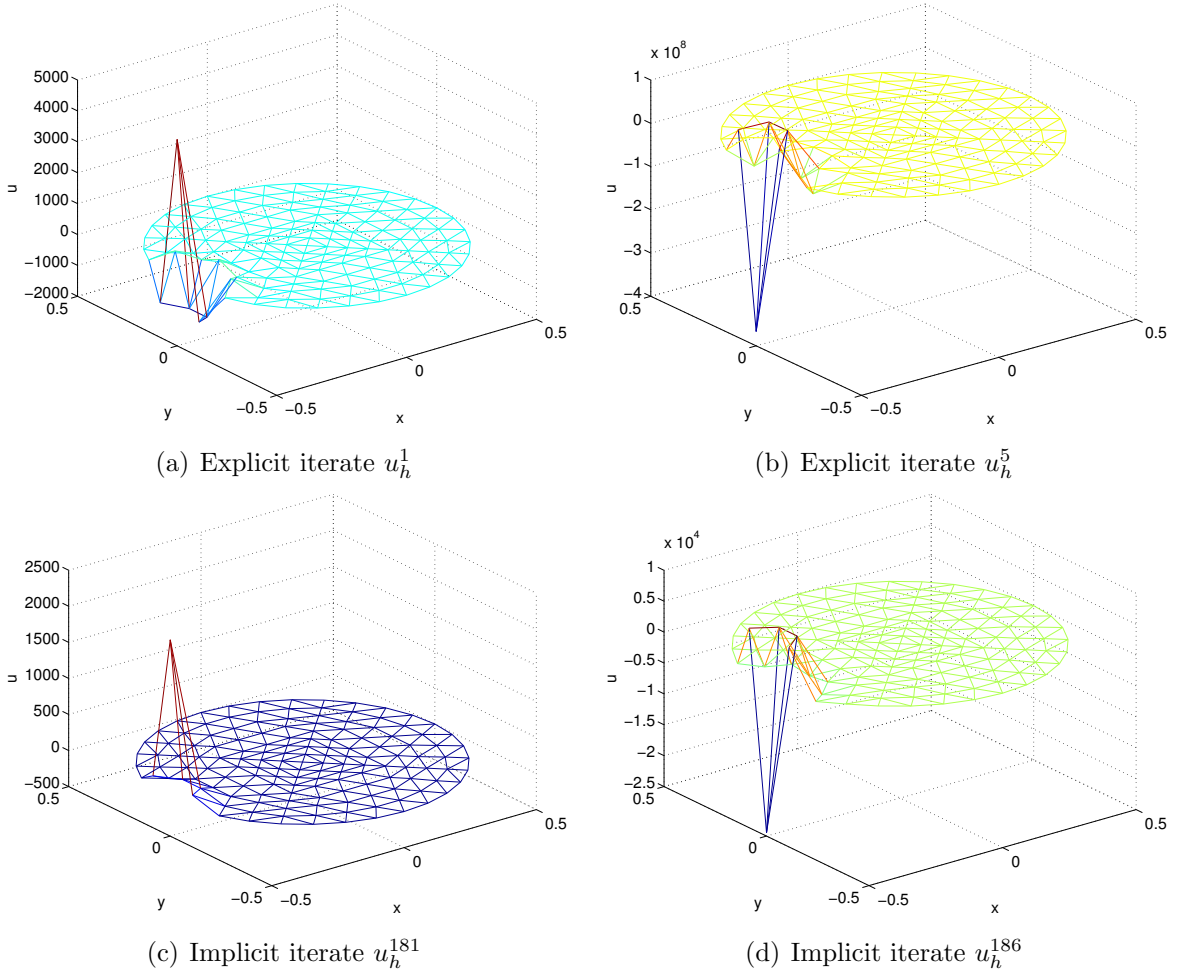 5000
4000
3000
2000
1000
0
−1000
−2000
u
0.5
0
−0.5
y
−0.5
0
0.5
x
(a) Explicit iterate u_h^1
x 10^8
1
0
−1
−2
−3
−4
u
0.5
0
−0.5
y
−0.5
0
0.5
x
(b) Explicit iterate u_h^5
2500
2000
1500
1000
500
0
−500
u
0.5
0
−0.5
y
−0.5
0
0.5
x
(c) Implicit iterate u_h^181
x 10^4
1
0.5
0
−0.5
−1
−1.5
−2
−2.5
u
0.5
0
−0.5
y
−0.5
0
0.5
x
(d) Implicit iterate u_h^186